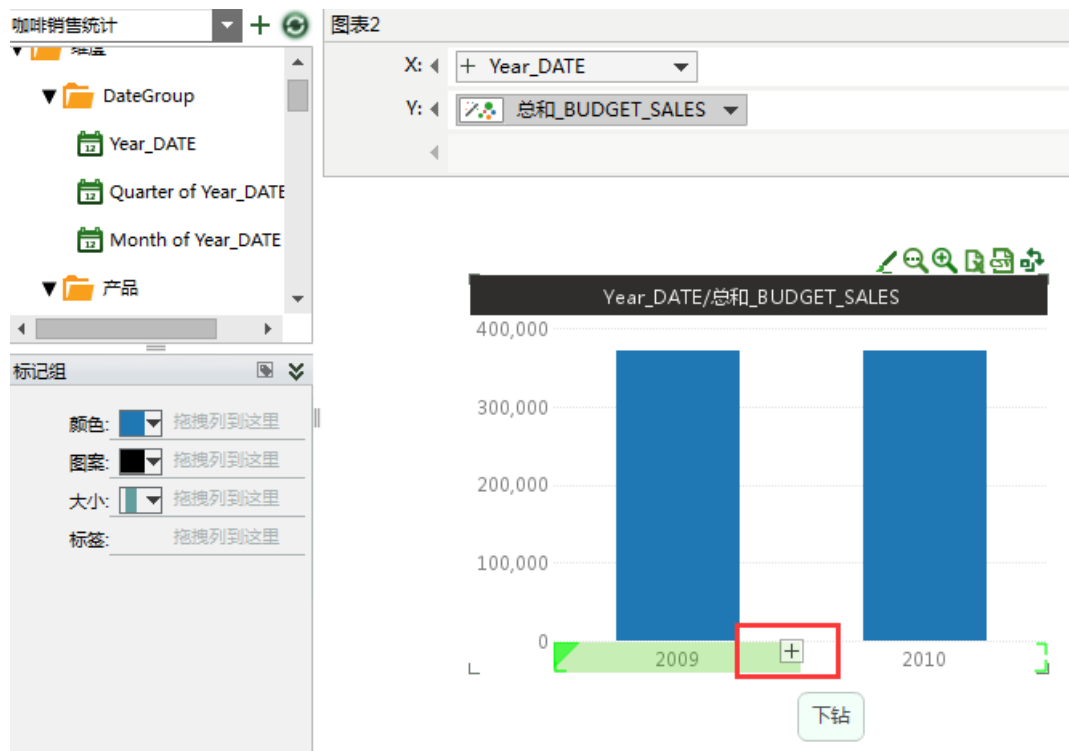 咖啡销售统计
维度
DateGroup
Year_DATE
Quarter of Year_DATE
Month of Year_DATE
产品
标记组
颜色: 拖拽列到这里
图案: 拖拽列到这里
大小: 拖拽列到这里
标签: 拖拽列到这里
图表2
X: Year_DATE
Y: 总和_BUDGET_SALES
Year_DATE/总和_BUDGET_SALES
400,000
300,000
200,000
100,000
0
2009 2010
下钻